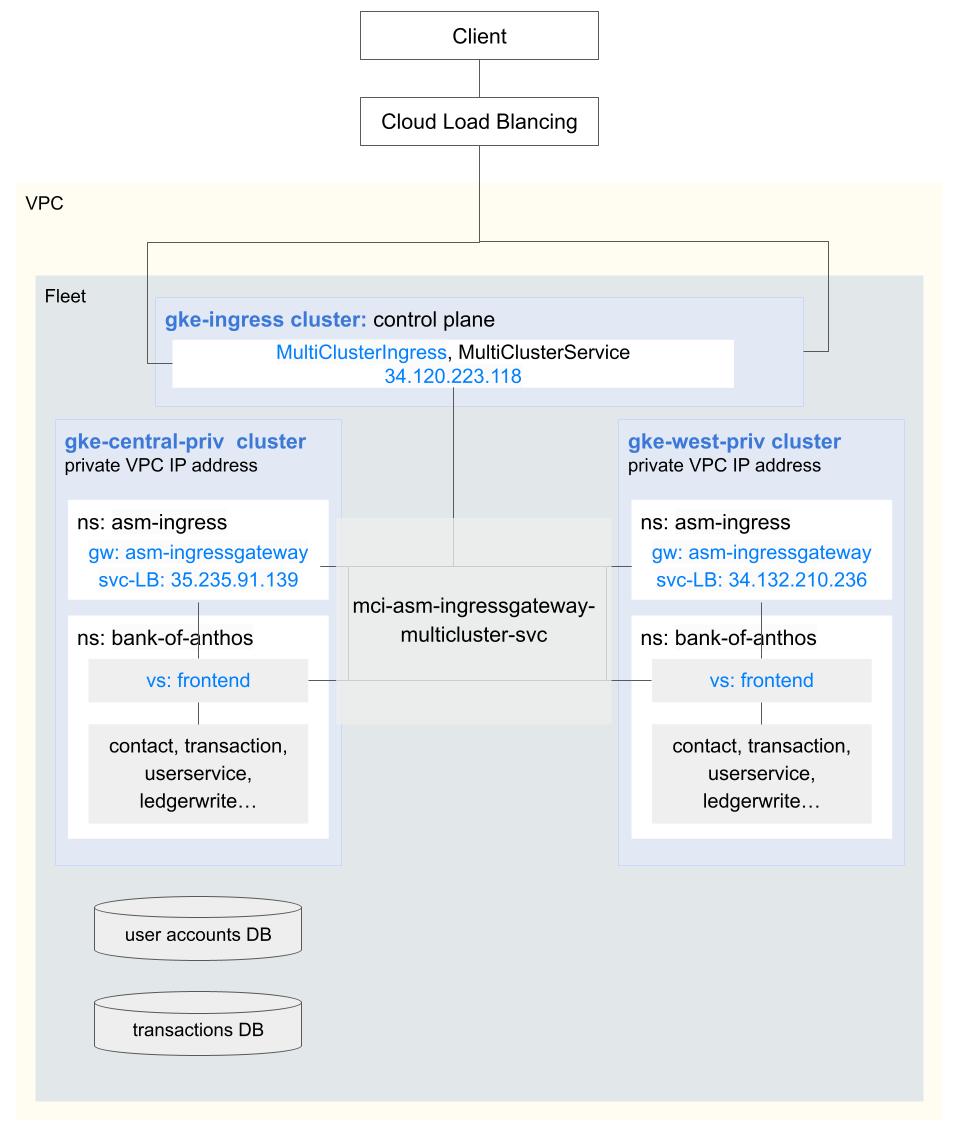 Client
Cloud Load Blancing
VPC
Fleet
gke-ingress cluster: control plane
MultiClusterIngress, MultiClusterService
34.120.223.118
gke-central-priv cluster
private VPC IP address
ns: asm-ingress
gw: asm-ingressgateway
svc-LB: 35.235.91.139
ns: bank-of-anthos
vs: frontend
contact, transaction,
userservice,
ledgerwrite…
mci-asm-ingressgateway-
multicluster-svc
gke-west-priv cluster
private VPC IP address
ns: asm-ingress
gw: asm-ingressgateway
svc-LB: 34.132.210.236
ns: bank-of-anthos
vs: frontend
contact, transaction,
userservice,
ledgerwrite…
user accounts DB
transactions DB